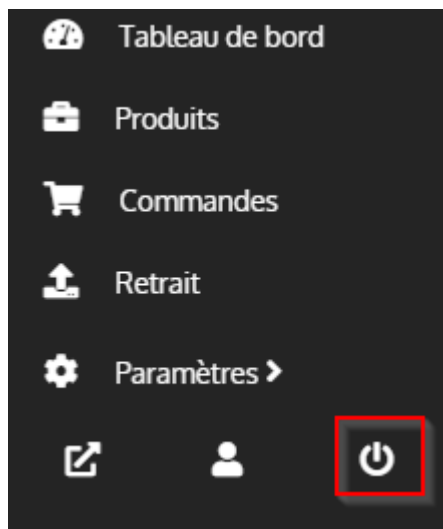 Tableau de bord
Produits
Commandes
Retrait
Paramètres